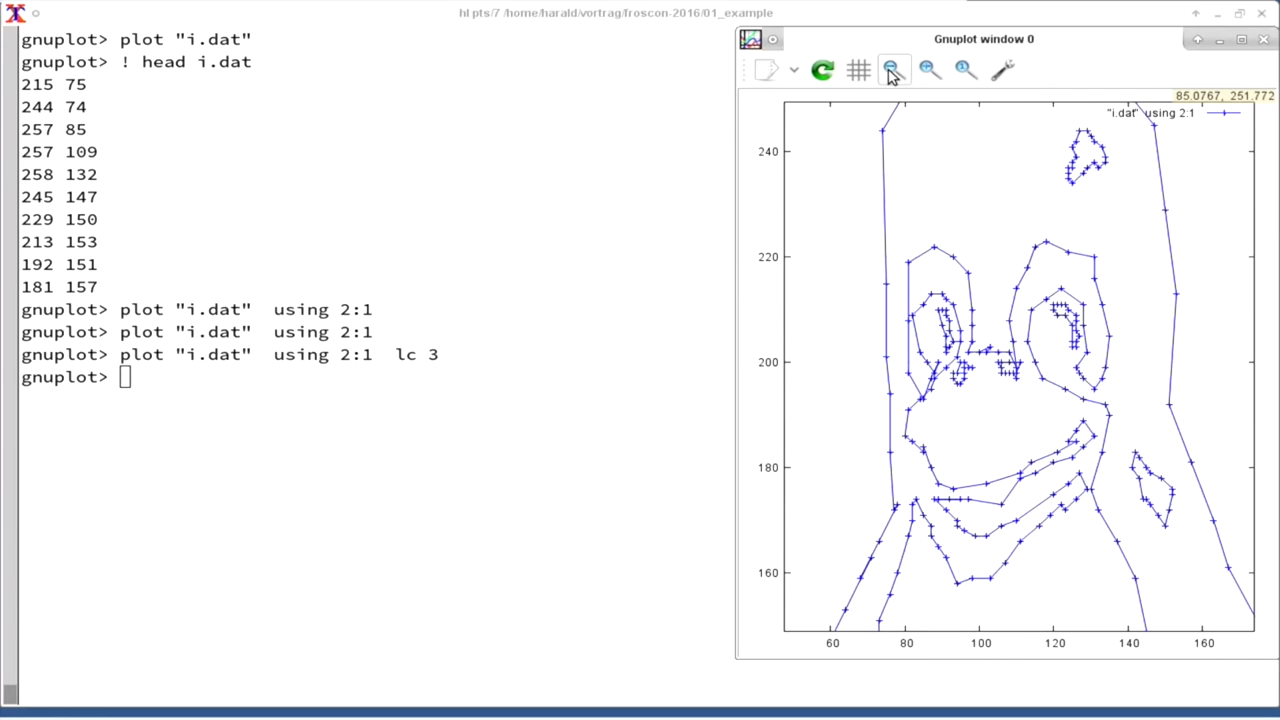 hl pts/7 /home/harald/vortrag/froscon-2016/01_example
gnuplot> plot "i.dat"
gnuplot> ! head i.dat
215 75
244 74
257 85
257 109
258 132
245 147
229 150
213 153
192 151
181 157
gnuplot> plot "i.dat"  using 2:1
gnuplot> plot "i.dat"  using 2:1
gnuplot> plot "i.dat"  using 2:1  lc 3
gnuplot>
Gnuplot window 0
85.0767, 251.772
"i.dat" using 2:1
240
220
200
180
160
60 80 100 120 140 160